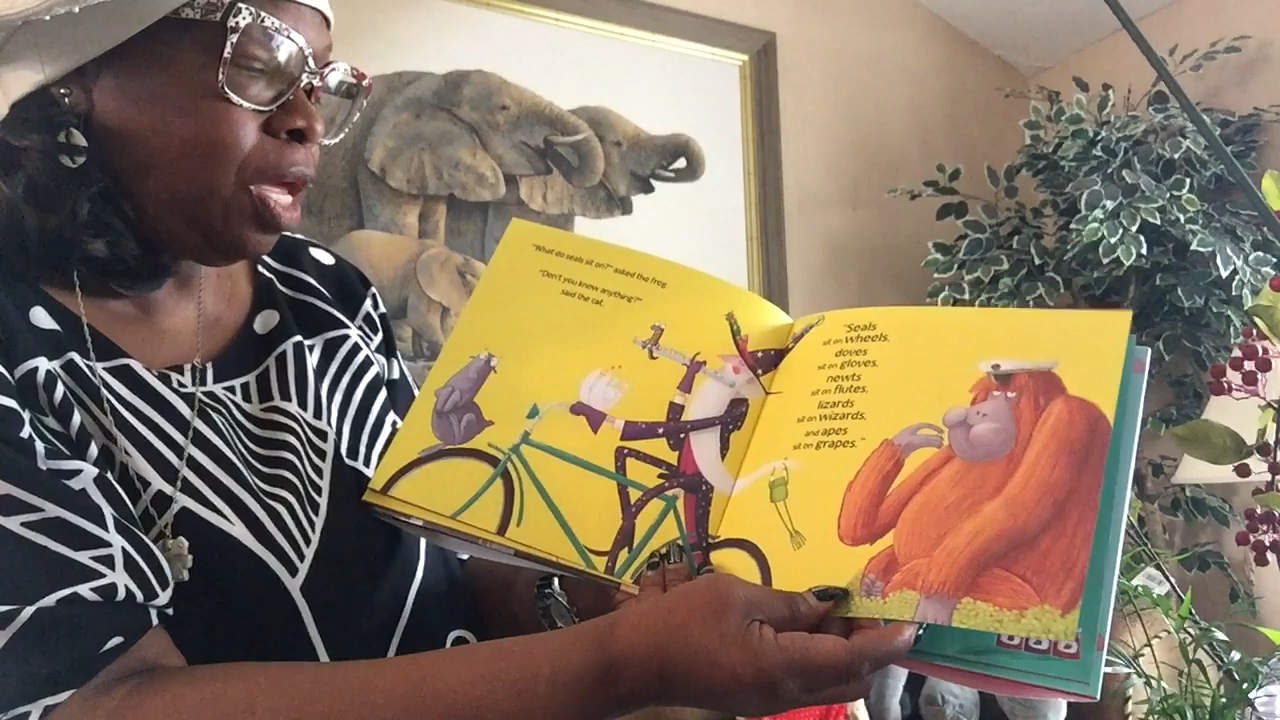 "What do seals sit on?" asked the frog.
"Don't you know anything?"
said the cat.
"Seals
sit on wheels,
doves
sit on gloves,
newts
sit on flutes,
lizards
sit on wizards,
and apes
sit on grapes."